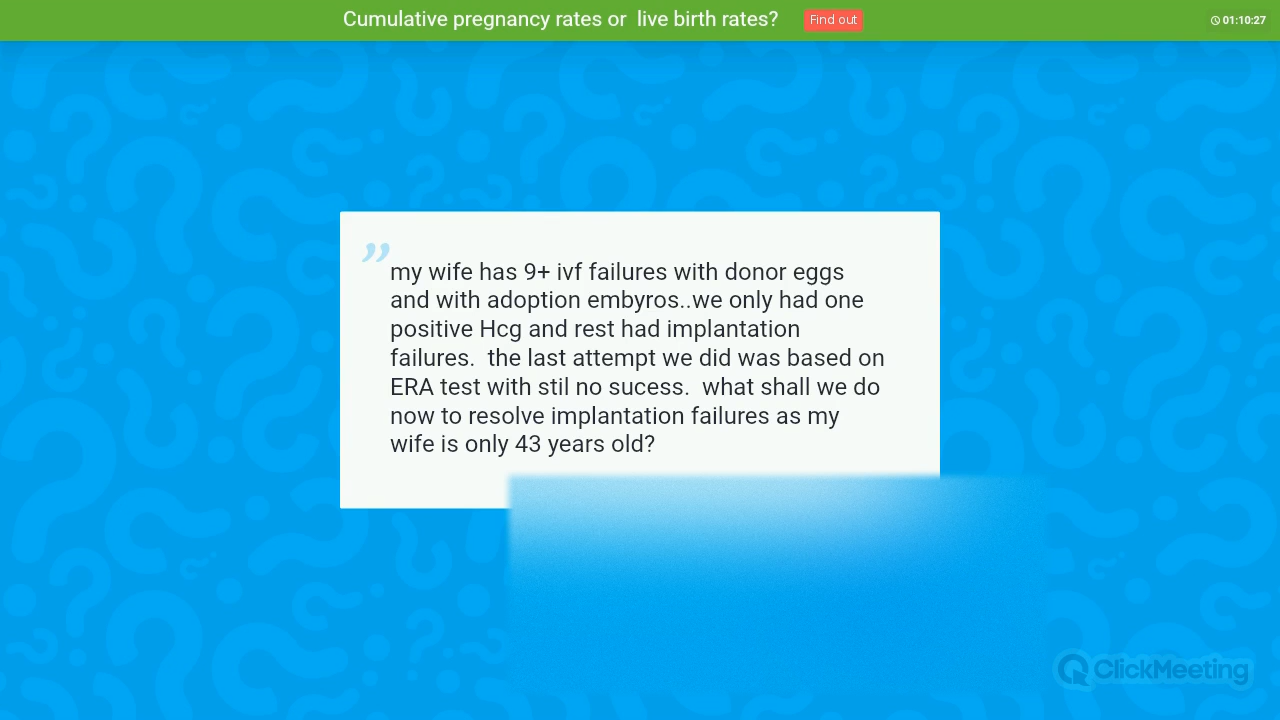 Cumulative pregnancy rates or  live birth rates?
Find out
01:10:27
my wife has 9+ ivf failures with donor eggs
and with adoption embyros..we only had one
positive Hcg and rest had implantation
failures.  the last attempt we did was based on
ERA test with stil no sucess.  what shall we do
now to resolve implantation failures as my
wife is only 43 years old?
ClickMeeting